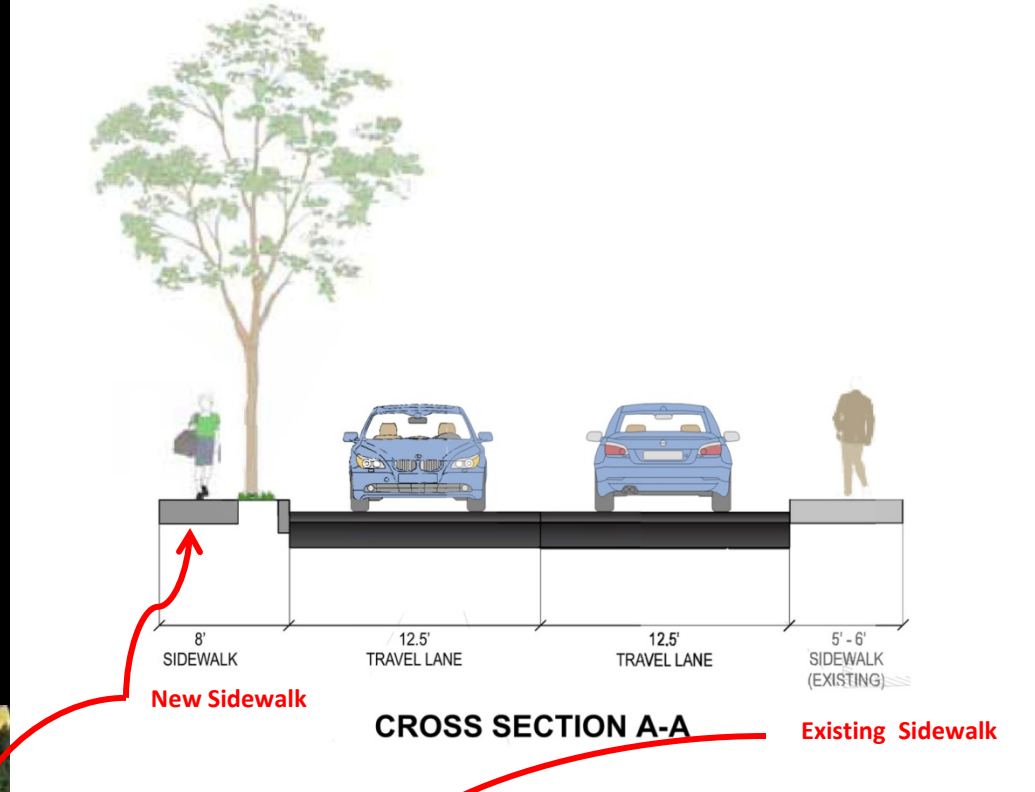 8'
SIDEWALK
12.5'
TRAVEL LANE
12.5'
TRAVEL LANE
5' - 6'
SIDEWALK
(EXISTING)
New Sidewalk
CROSS SECTION A-A
Existing Sidewalk